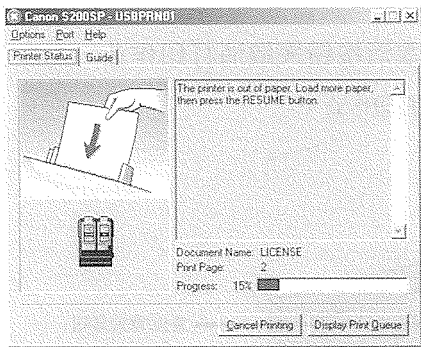 Canon S200SP - USBPRN01
Options Port Help
Printer Status Guide
The printer is out of paper. Load more paper,
then press the RESUME button.
Document Name: LICENSE
Print Page: 2
Progress: 15%
Cancel Printing Display Print Queue